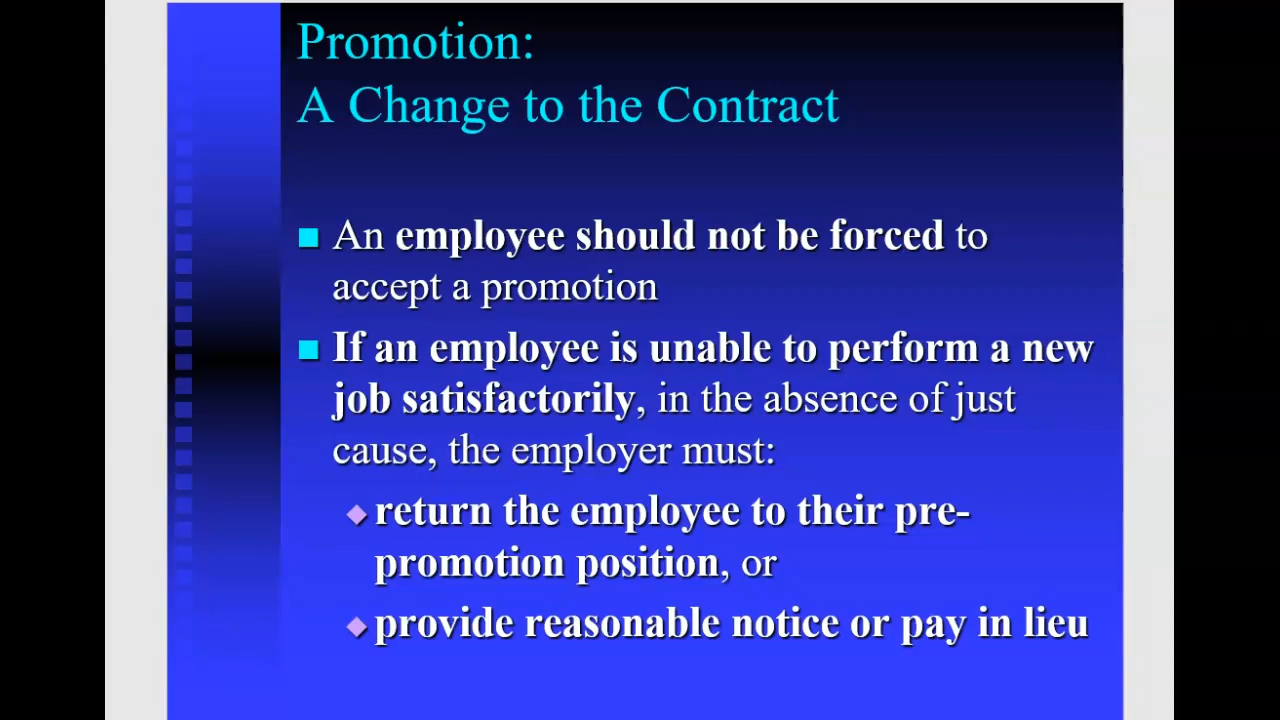 Promotion:
A Change to the Contract
An employee should not be forced to
accept a promotion
If an employee is unable to perform a new
job satisfactorily, in the absence of just
cause, the employer must:
return the employee to their pre-
promotion position, or
provide reasonable notice or pay in lieu